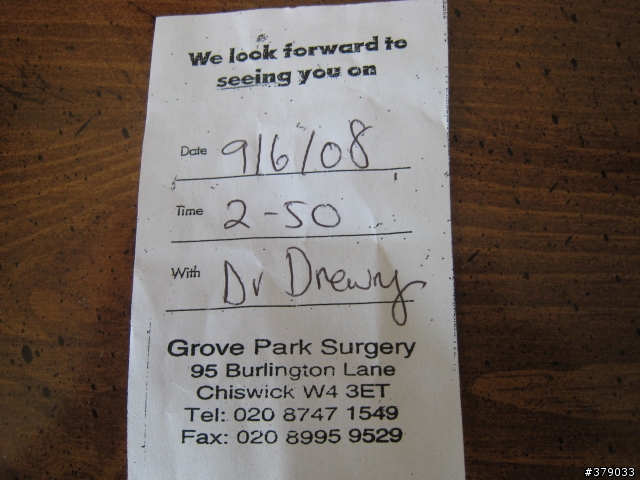 We look forward to
seeing you on
Date 9/6/08
Time 2-50
With Dr Drewry
Grove Park Surgery
95 Burlington Lane
Chiswick W4 3ET
Tel: 020 8747 1549
Fax: 020 8995 9529
#379033